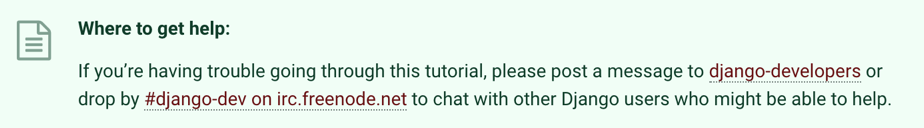 Where to get help:
If you’re having trouble going through this tutorial, please post a message to django-developers or
drop by #django-dev on irc.freenode.net to chat with other Django users who might be able to help.